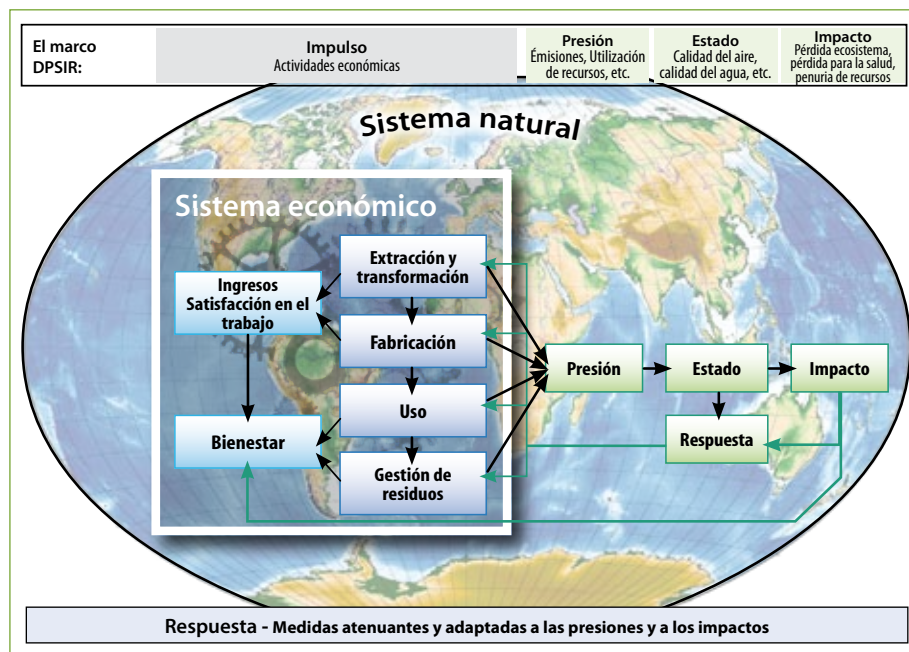 El marco
DPSIR:
Impulso
Actividades económicas
Presión
Émisiones, Utilización
de recursos, etc.
Estado
Calidad del aire,
calidad del agua, etc.
Impacto
Pérdida ecosistema,
pérdida para la salud,
penuria de recursos
Sistema natural
Sistema económico
Extracción y
transformación
Ingresos
Satisfacción en el
trabajo
Fabricación
Presión
Estado
Impacto
Uso
Bienestar
Respuesta
Gestión de
residuos
Respuesta - Medidas atenuantes y adaptadas a las presiones y a los impactos